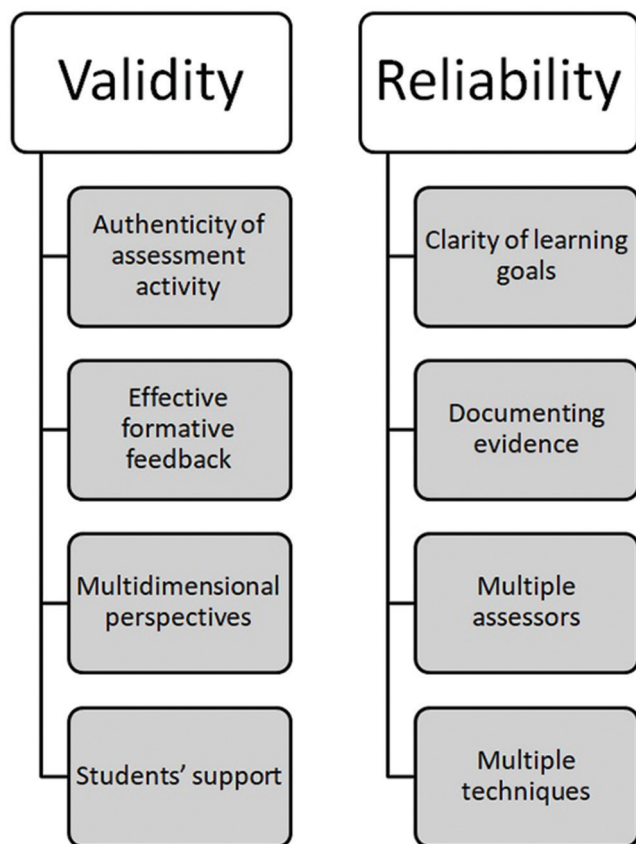 Validity
Authenticity of
assessment
activity
Effective
formative
feedback
Multidimensional
perspectives
Students’ support
Reliability
Clarity of learning
goals
Documenting
evidence
Multiple
assessors
Multiple
techniques